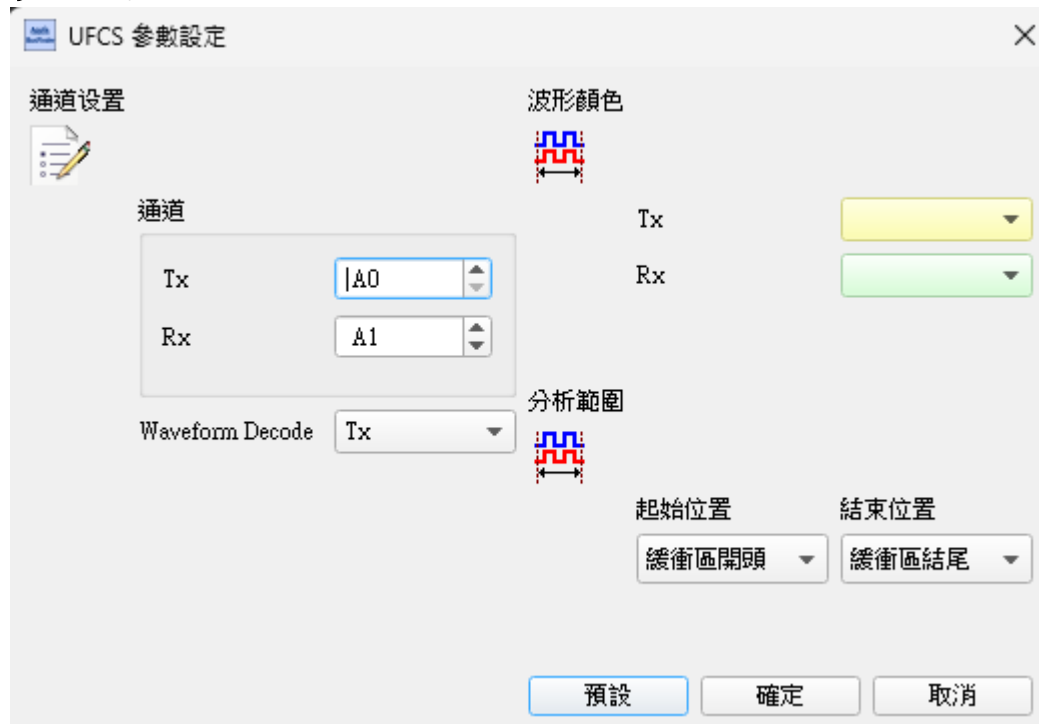 UFCS 參數設定
通道设置
通道
Tx
A0
Rx
A1
Waveform Decode
Tx
波形顏色
Tx
Rx
分析範圍
起始位置
結束位置
緩衝區開頭
緩衝區結尾
預設
確定
取消